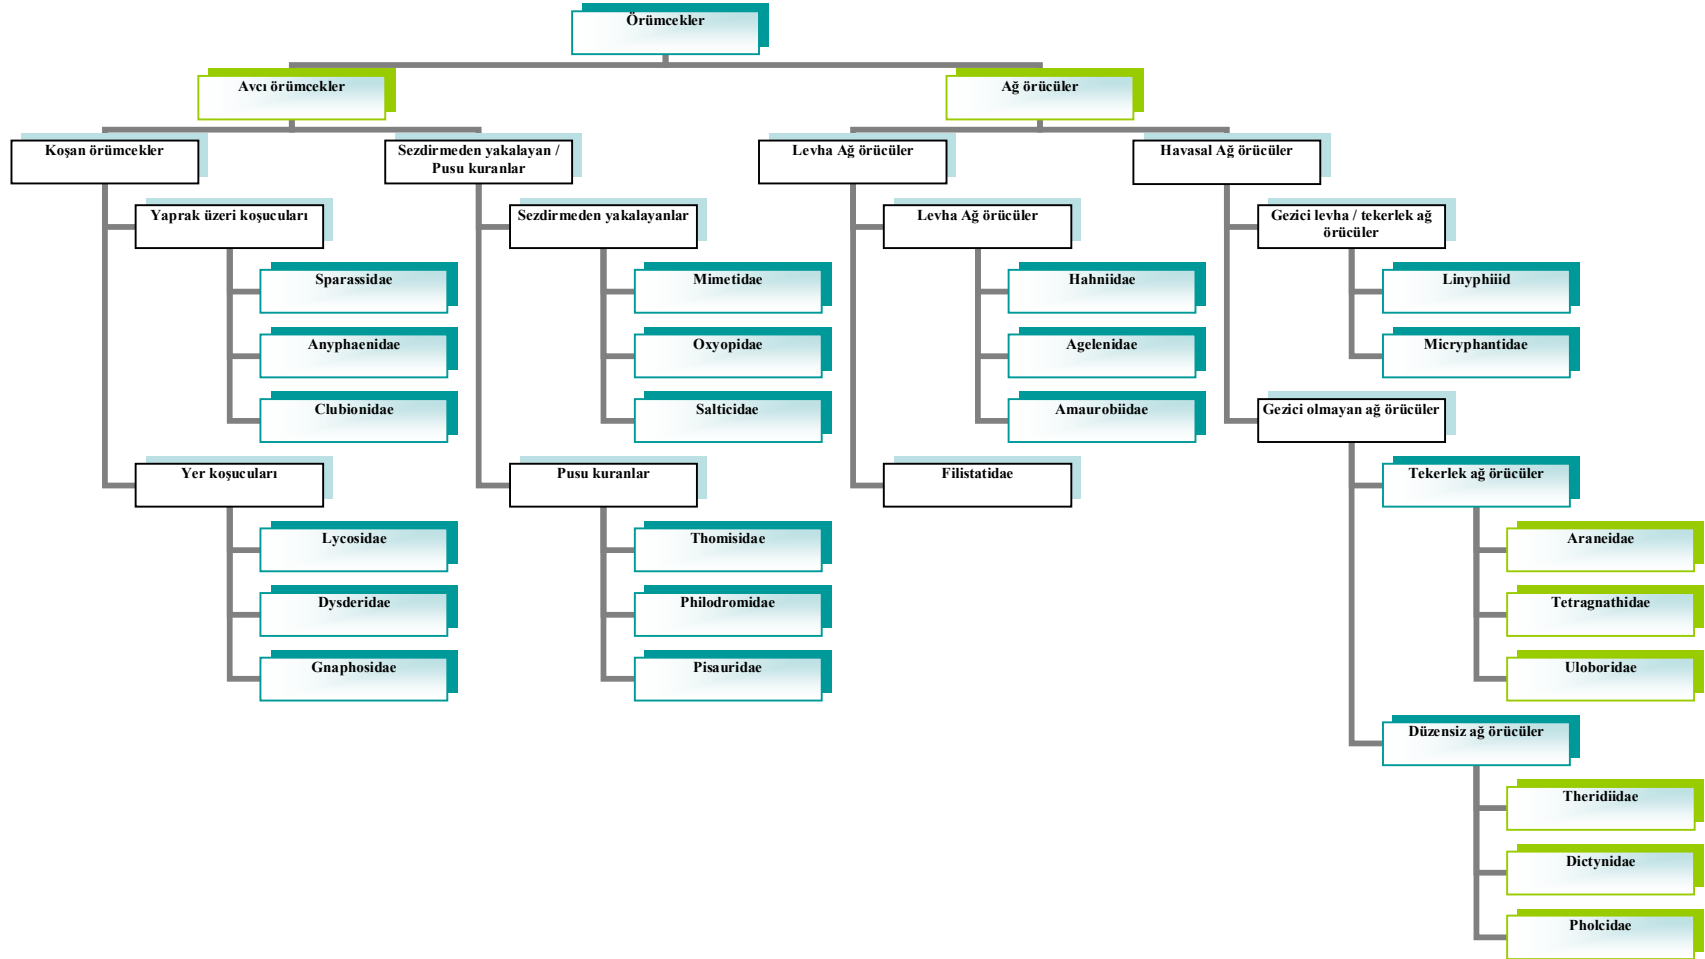 Örümcekler
Avcı örümcekler
Ağ örücüler
Koşan örümcekler
Sezdirmeden yakalayan /
Pusu kuranlar
Levha Ağ örücüler
Havasal Ağ örücüler
Yaprak üzeri koşucuları
Sezdirmeden yakalayanlar
Levha Ağ örücüler
Gezici levha / tekerlek ağ
örücüler
Sparassidae
Mimetidae
Hahniidae
Linyphiiid
Anyphaenidae
Oxyopidae
Agelenidae
Micryphantidae
Clubionidae
Salticidae
Amaurobiidae
Gezici olmayan ağ örücüler
Yer koşucuları
Pusu kuranlar
Filistatidae
Tekerlek ağ örücüler
Lycosidae
Thomisidae
Araneidae
Dysderidae
Philodromidae
Tetragnathidae
Gnaphosidae
Pisauridae
Uloboridae
Düzensiz ağ örücüler
Theridiidae
Dictynidae
Pholcidae